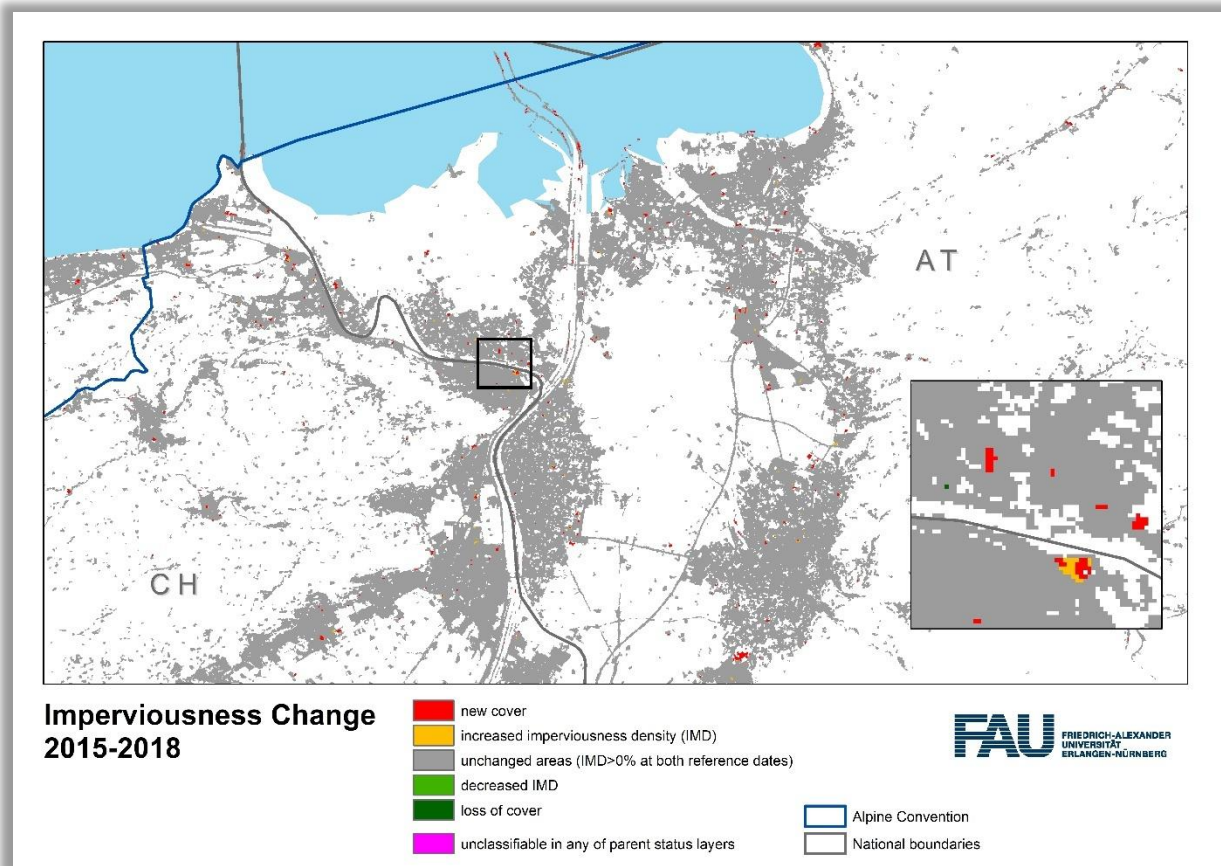 AT
CH
Imperviousness Change
2015-2018
new cover
increased imperviousness density (IMD)
unchanged areas (IMD>0% at both reference dates)
decreased IMD
loss of cover
unclassifiable in any of parent status layers
Alpine Convention
National boundaries
FAU
FRIEDRICH-ALEXANDER
UNIVERSITÄT
ERLANGEN-NÜRNBERG